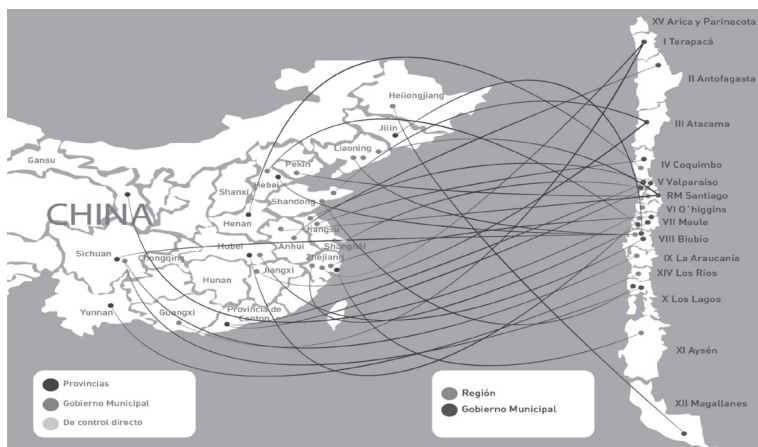 XV Arica y Parinacota
I Tarapacá
II Antofagasta
III Atacama
IV Coquimbo
V Valparaíso
RM Santiago
VI O´higgins
VII Maule
VIII Biobío
IX La Araucanía
XIV Los Ríos
X Los Lagos
XI Aysén
XII Magallanes
Heilongjiang
Jilin
Liaoning
Pekín
Hebei
Gansu
Shanxi
Shandong
CHINA
Henan
Jiangsu
Sichuan
Chongqing
Hubei
Anhui
Shanghai
Zhejiang
Jiangxi
Hunan
Yunnan
Guangxi
Provincia de
Canton
Provincias
Gobierno Municipal
De control directo
Región
Gobierno Municipal